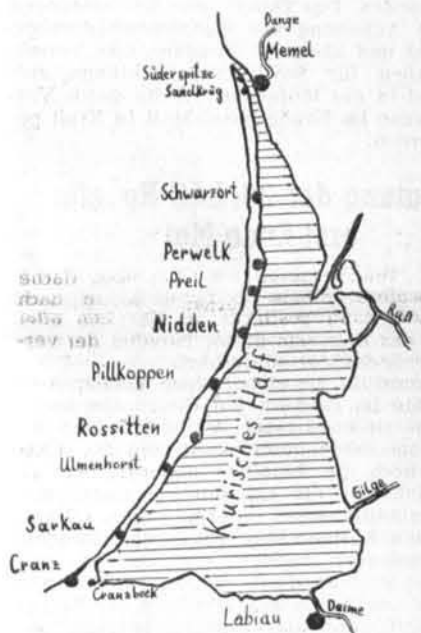 Dange
Memel
Süderspitze
Sandkrug
Schwarzort
Perwelk
Preil
Nidden
Ruß
Pillkoppen
Kurisches Haff
Rossitten
Ulmenhorst
Gilge
Sarkau
Cranz
Cranzbeek
Labiau
Deime